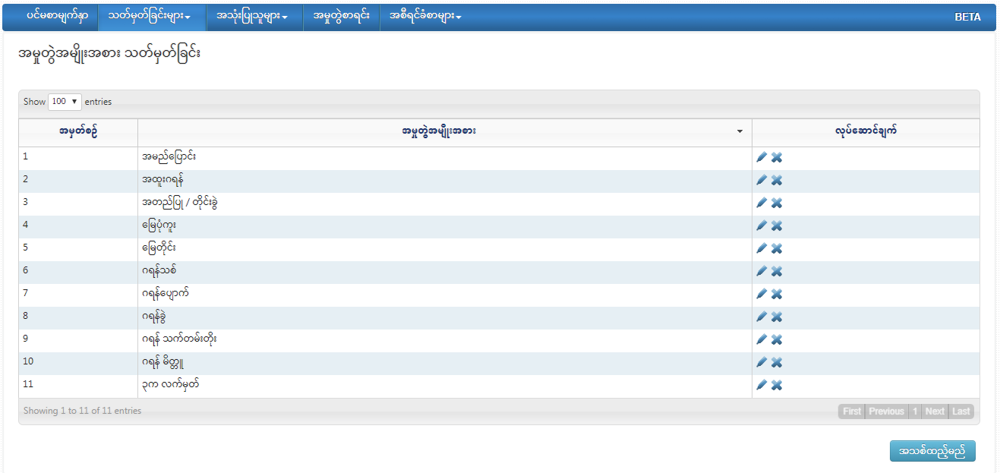 ပင်မစာမျက်နှာ သတ်မှတ်ခြင်းများ အသုံးပြုသူများ အမှုတွဲစာရင်း အစီရင်ခံစာများ BETA
အမှုတွဲအမျိုးအစား သတ်မှတ်ခြင်း
Show 100 entries
အမှတ်စဉ် အမှုတွဲအမျိုးအစား လုပ်ဆောင်ချက်
1 အမည်ပြောင်း
2 အထူးဂရန်
3 အတည်ပြု / တိုင်းခွဲ
4 မြေပုံကူး
5 မြေတိုင်း
6 ဂရန်သစ်
7 ဂရန်ပျောက်
8 ဂရန်ခွဲ
9 ဂရန် သက်တမ်းတိုး
10 ဂရန် မိတ္တူ
11 ၃က လက်မှတ်
Showing 1 to 11 of 11 entries First Previous 1 Next Last
အသစ်ထည့်မည်